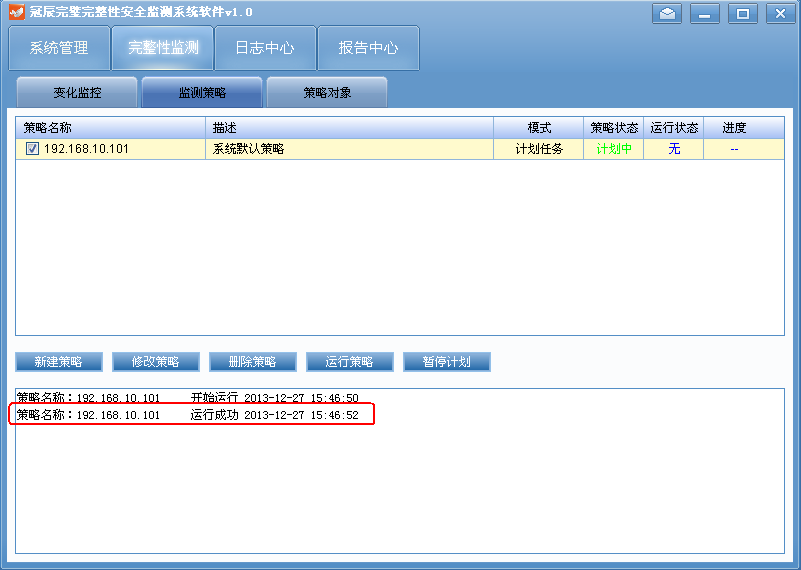 冠辰完璧完整性安全监测系统软件v1.0
系统管理 完整性监测 日志中心 报告中心
变化监控 监测策略 策略对象
策略名称 描述 模式 策略状态 运行状态 进度
192.168.10.101 系统默认策略 计划任务 计划中 无 --
新建策略 修改策略 删除策略 运行策略 暂停计划
策略名称：192.168.10.101 开始运行 2013-12-27 15:46:50
策略名称：192.168.10.101 运行成功 2013-12-27 15:46:52